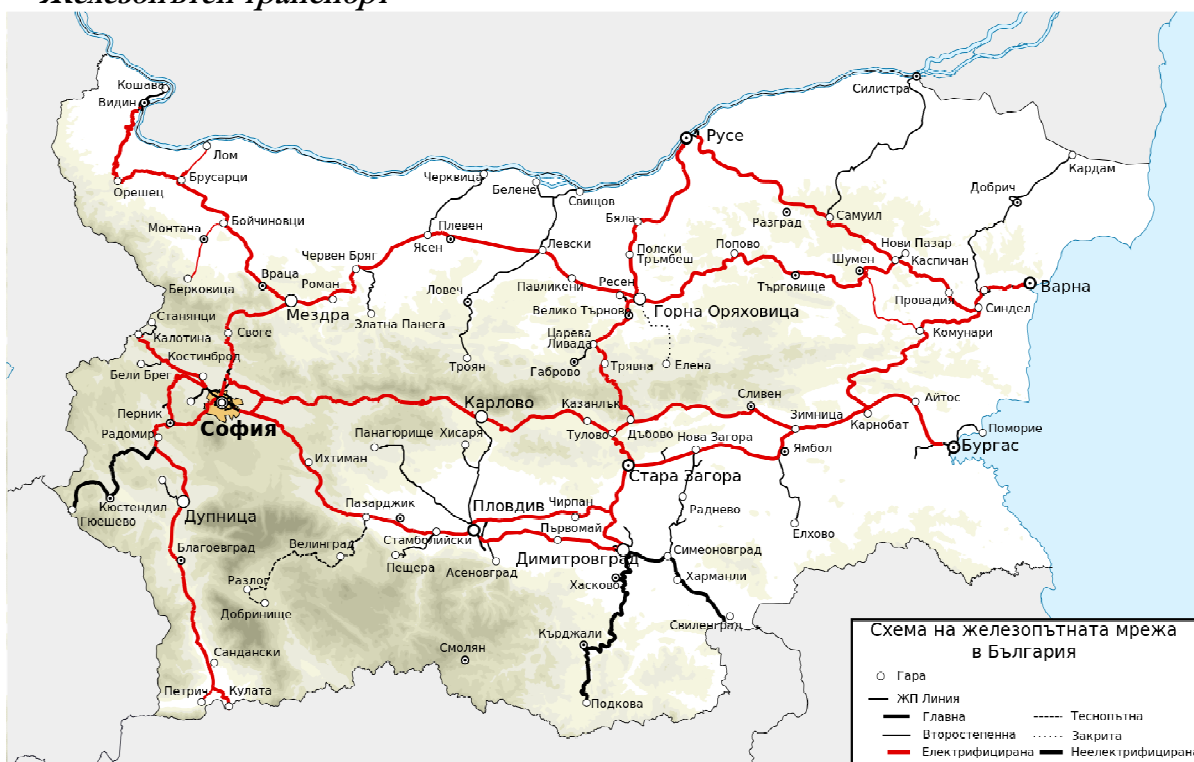 Железопътен транспорт
Кошава
Видин
Силистра
Русе
Лом
Брусарци
Орешец
Черквица
Белене
Свищов
Кардам
Добрич
Бойчиновци
Монтана
Плевен
Ясен
Левски
Бяла
Полски
Тръмбеш
Разград
Самуил
Попово
Нови Пазар
Каспичан
Шумен
Червен Бряг
Враца
Роман
Берковица
Мездра
Златна Панега
Ловеч
Павликени
Ресен
Велико Търново
Горна Оряховица
Търговище
Провадия
Синдел
Варна
Станянци
Калотина
Своге
Костинброд
Бели Брег
Троян
Царева
Ливада
Габрово
Трявна
Елена
Комунари
Перник
Радомир
София
Карлово
Казанлък
Тулово
Дъбово
Сливен
Зимница
Карнобат
Айтос
Поморие
Бургас
Панагюрище
Хисаря
Нова Загора
Ямбол
Ихтиман
Стара Загора
Кюстендил
Гюешево
Дупница
Пазарджик
Пловдив
Чирпан
Раднево
Елхово
Благоевград
Велинград
Стамболийски
Първомай
Пещера
Асеновград
Димитровград
Симеоновград
Разлог
Добринище
Хасково
Харманли
Свиленград
Сандански
Смолян
Кърджали
Петрич
Кулата
Подкова
Схема на железопътната мрежа
в България
Гара
ЖП Линия
Главна
Теснопътна
Второстепенна
Закрита
Електрифицирана
Неелектрифицирана